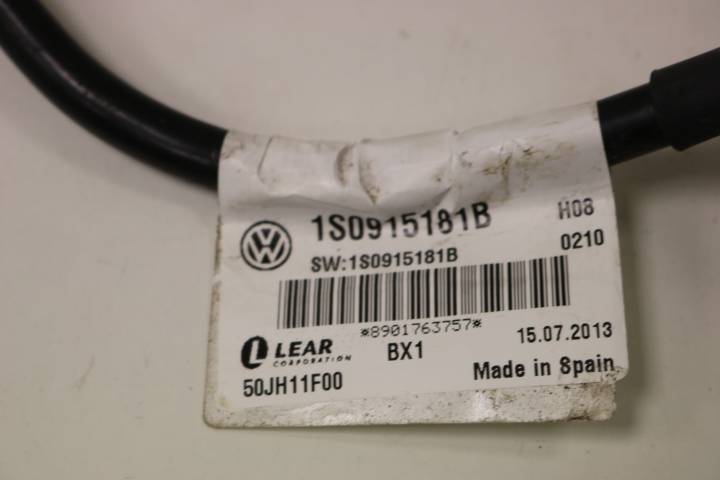 1S0915181B H08
SW:1S0915181B 0210
*8901763757* 15.07.2013
LEAR BX1
CORPORATION
50JH11F00 Made in Spain